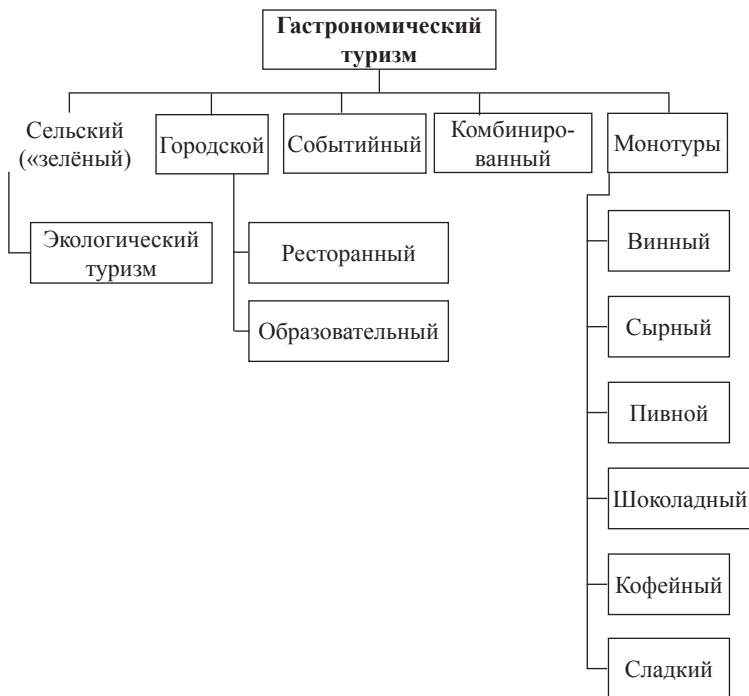 Гастрономический
туризм
Сельский
(«зелёный)
Городской
Событийный
Комбиниро-
ванный
Монотуры
Экологический
туризм
Ресторанный
Образовательный
Винный
Сырный
Пивной
Шоколадный
Кофейный
Сладкий